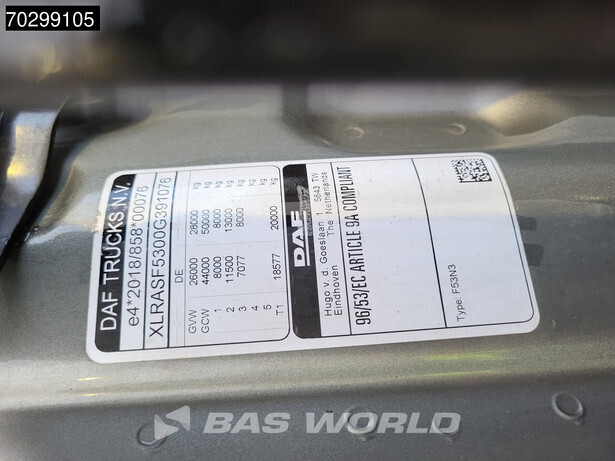 70299105
DAF TRUCKS N.V.
e4*2018/858*00076
XLRASF5300G391076
DE
GVW 26000 28000 kg
GCW 44000 50000 kg
1 8000 8000 kg
2 11500 13000 kg
3 7077 8000 kg
4 kg
5 kg
T1. 18577 20000 kg
DAF
Hugo v. d. Goeslaan 1 5643 TW
Eindhoven The Netherlands
96/53/EC ARTICLE 9A COMPLIANT
Type: F53N3
BAS WORLD